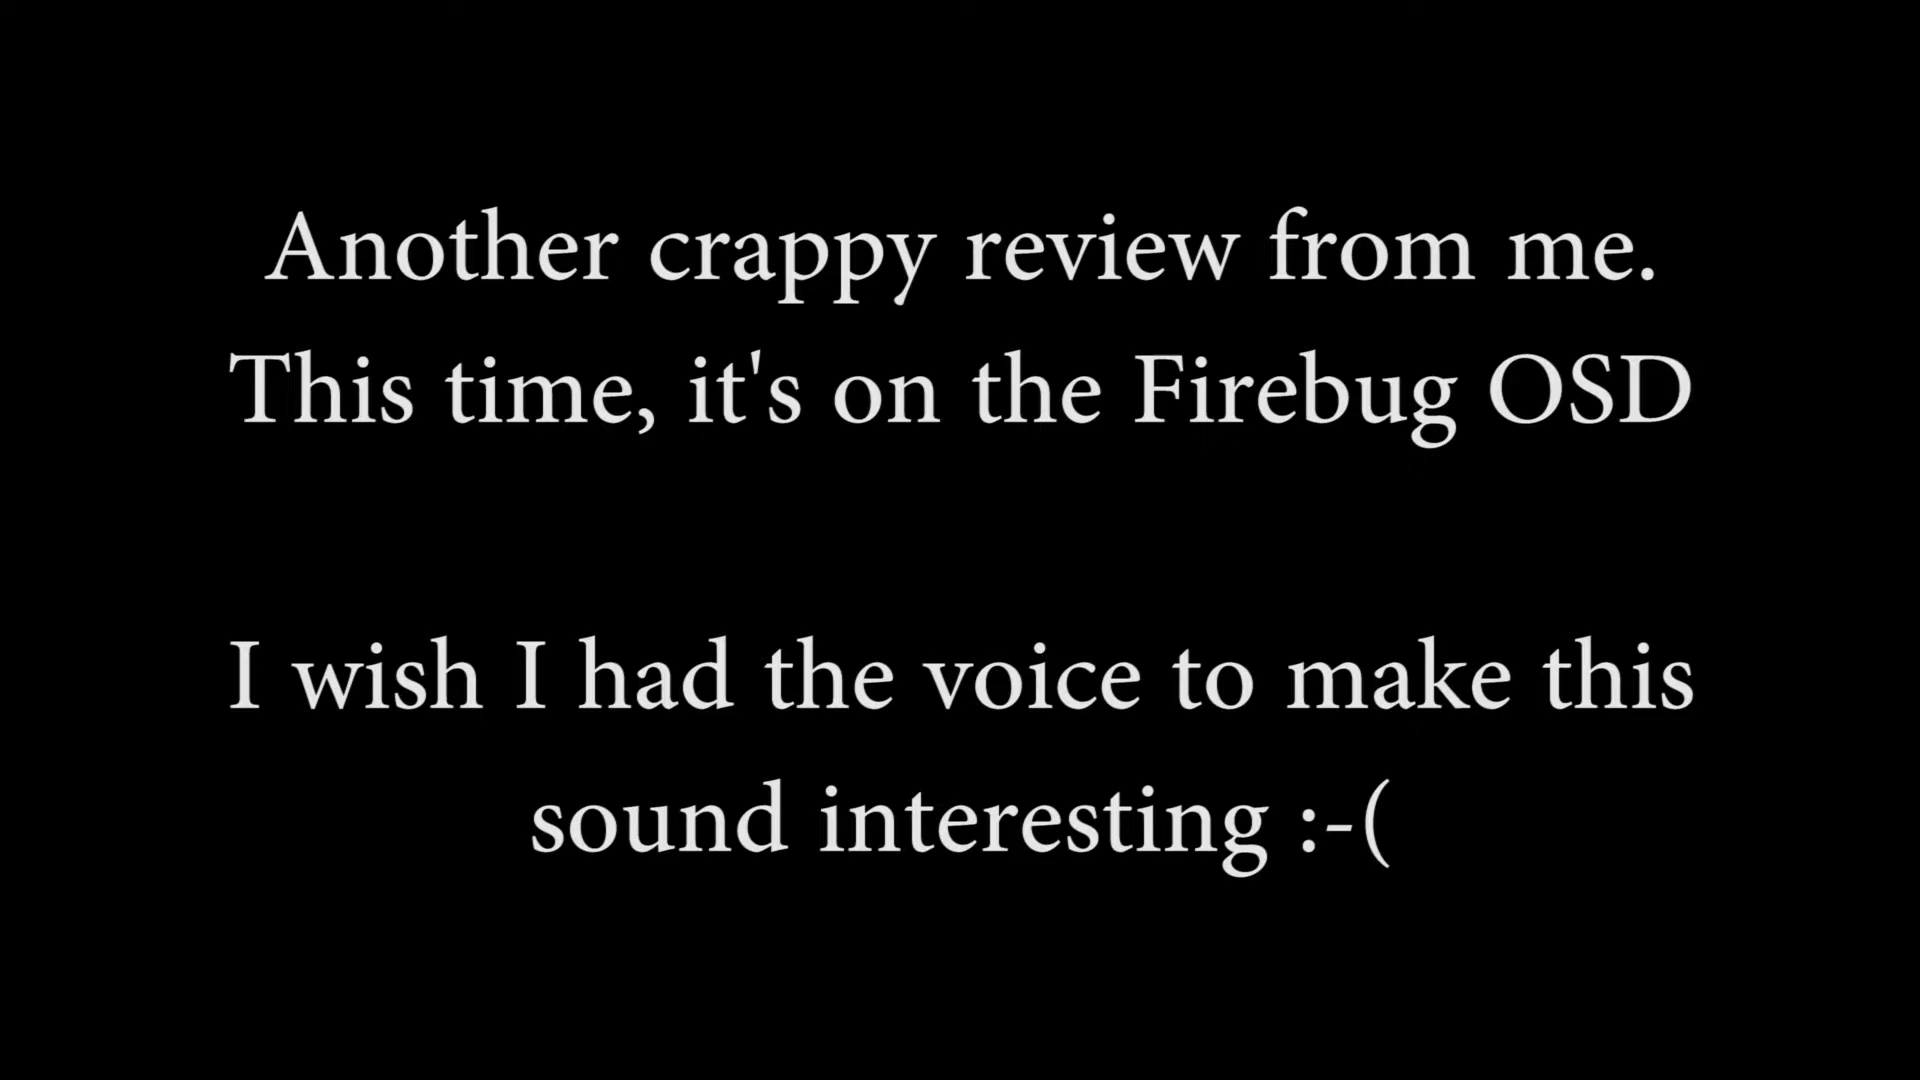 Another crappy review from me.
This time, it's on the Firebug OSD
I wish I had the voice to make this
sound interesting :-(